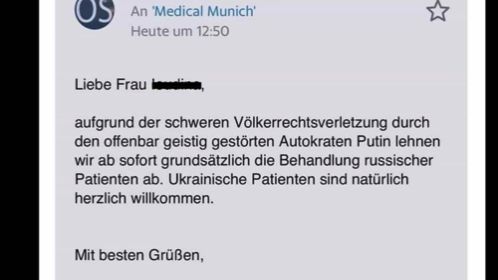 OS
An 'Medical Munich'
Heute um 12:50
Liebe Frau
aufgrund der schweren Völkerrechtsverletzung durch
den offenbar geistig gestörten Autokraten Putin lehnen
wir ab sofort grundsätzlich die Behandlung russischer
Patienten ab. Ukrainische Patienten sind natürlich
herzlich willkommen.
Mit besten Grüßen,